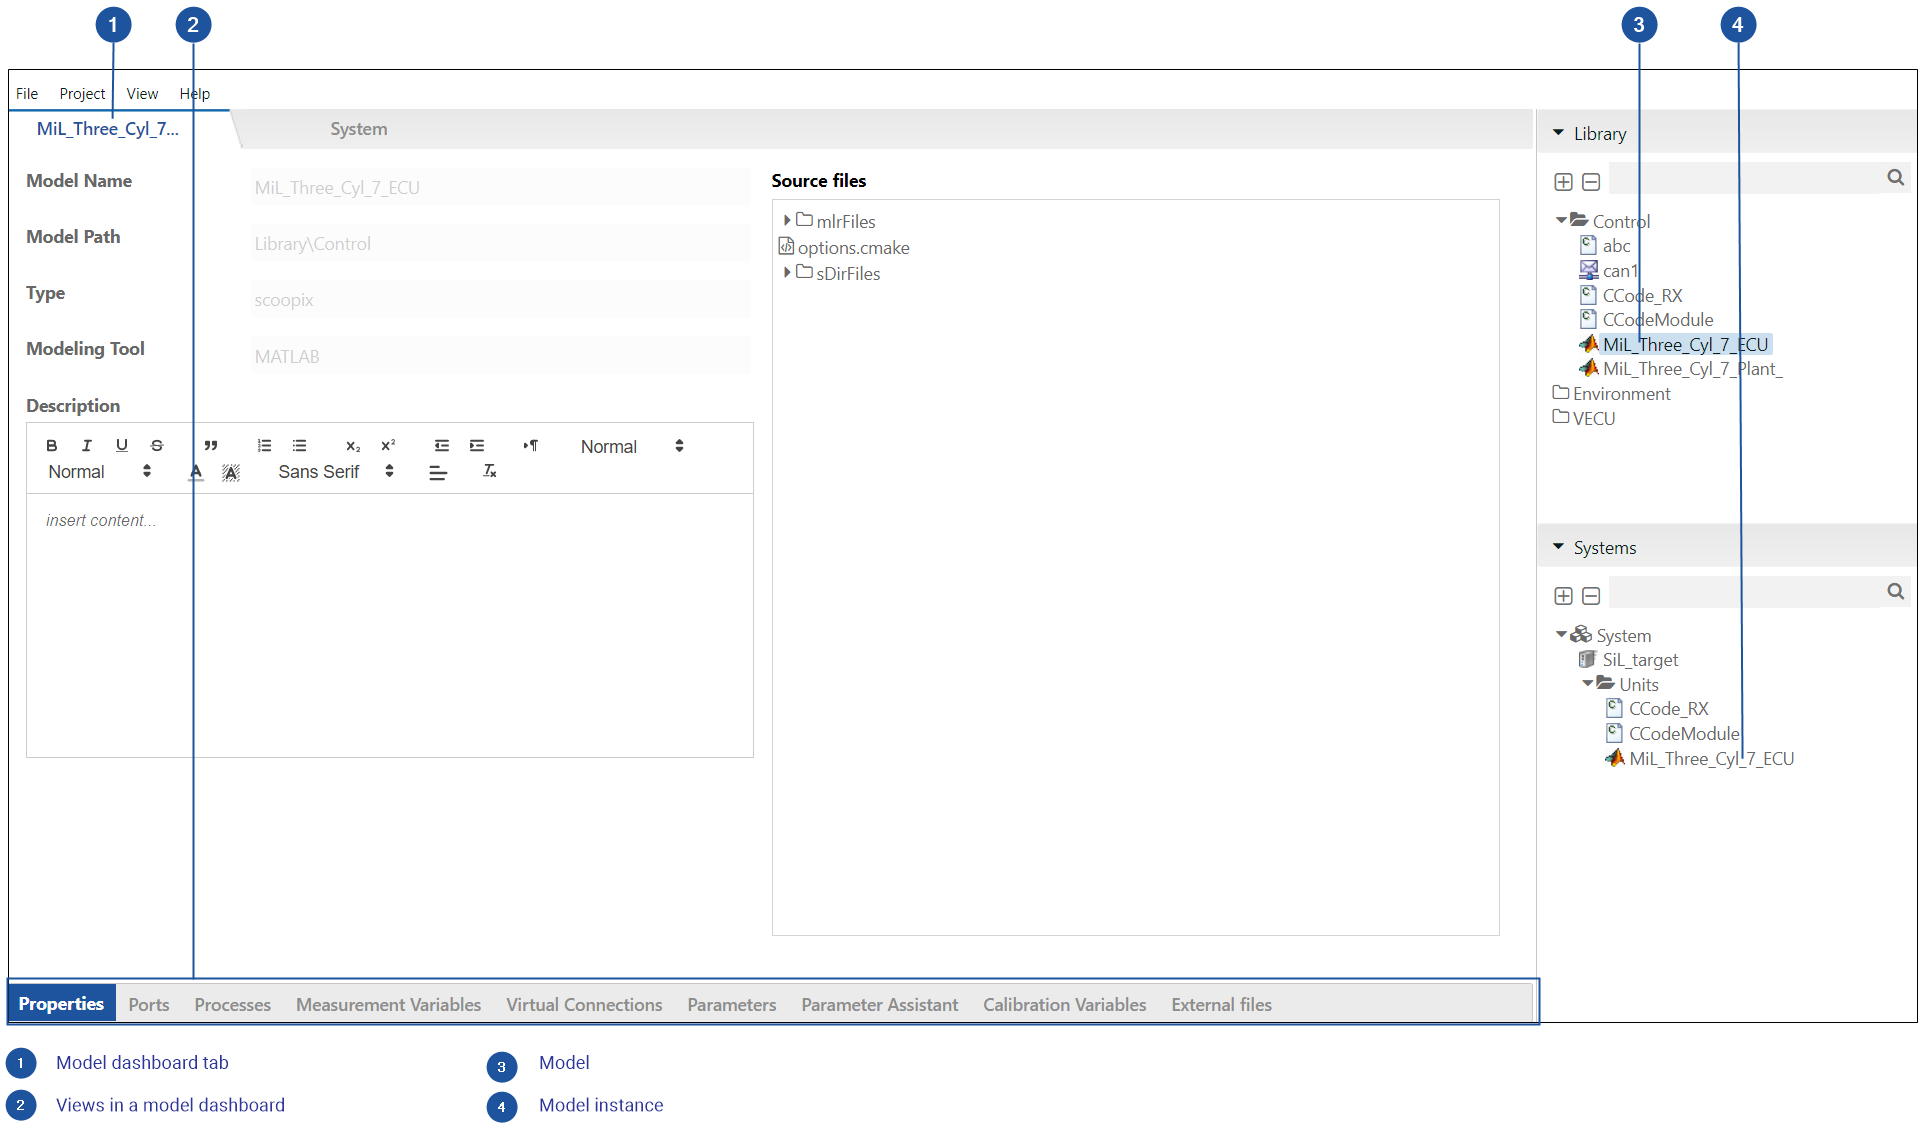 1 2 3 4
File Project View Help
MiL_Three_Cyl_7... System
Model Name MiL_Three_Cyl_7_ECU
Model Path Library\Control
Type scoopix
Modeling Tool MATLAB
Description
B I U S ” X₂ X² Normal
Normal A A Sans Serif Tx
insert content...
Source files
mlrFiles
options.cmake
sDirFiles
Library
Control
abc
can1
CCode_RX
CCodeModule
MiL_Three_Cyl_7_ECU
MiL_Three_Cyl_7_Plant_
Environment
VECU
Systems
System
SiL_target
Units
CCode_RX
CCodeModule
MiL_Three_Cyl_7_ECU
Properties Ports Processes Measurement Variables Virtual Connections Parameters Parameter Assistant Calibration Variables External files
1 Model dashboard tab
2 Views in a model dashboard
3 Model
4 Model instance